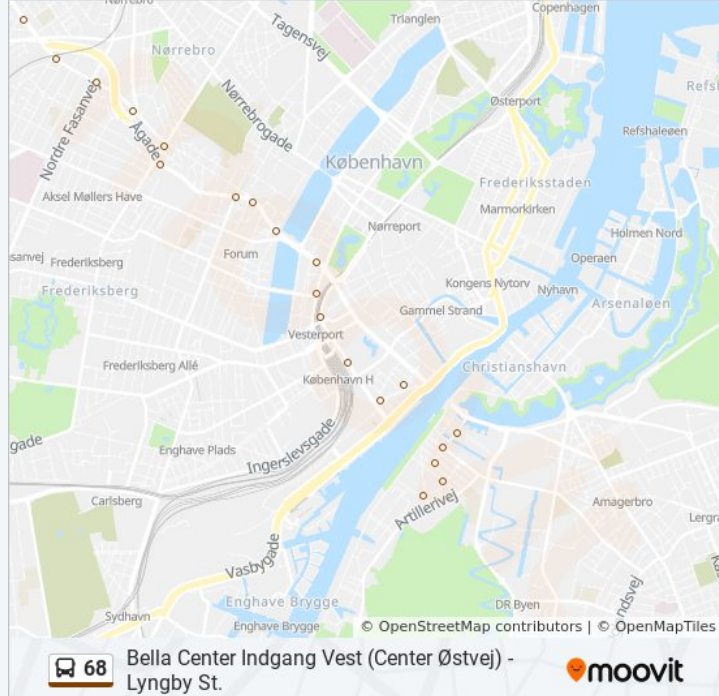 Nørrebro
Copenhagen
Trianglen
Tagensvej
Nørrebro
Refsh
Nordre Fasanvej
Nørrebrogade
Østerport
Refshaleøen
Ågade
København
Frederiksstaden
Aksel Møllers Have
Marmorkirken
Nørreport
Holmen Nord
sanvej
Frederiksberg
Forum
Operaen
Frederiksberg
Kongens Nytorv
Nyhavn
Arsenaløen
Gammel Strand
Vesterport
Frederiksberg Allé
København H
Christianshavn
gade
Enghave Plads
Ingerslevsgade
Carlsberg
Artillerivej
Amagerbro
Lergra
Vasbygade
Enghave Brygge
DR Byen
ndsvej
Sydhavn
Enghave Brygge
© OpenStreetMap contributors | © OpenMapTiles
68
Bella Center Indgang Vest (Center Østvej) -
Lyngby St.
moovit